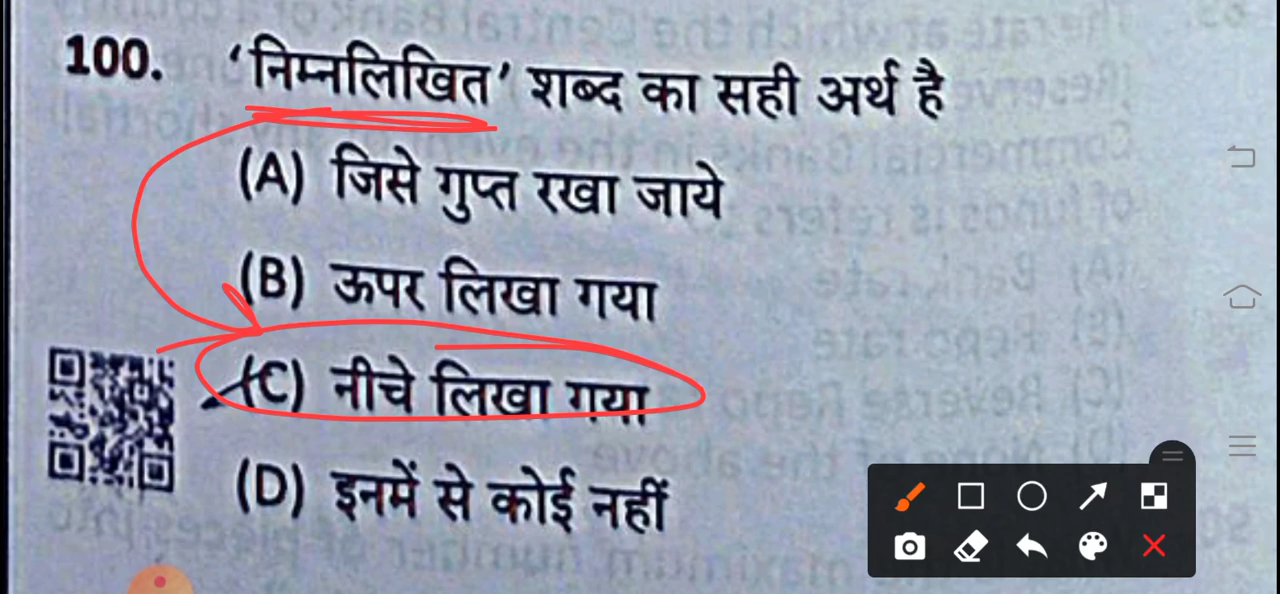 100. 'निम्नलिखित' शब्द का सही अर्थ है
(A) जिसे गुप्त रखा जाये
(B) ऊपर लिखा गया
(C) नीचे लिखा गया
(D) इनमें से कोई नहीं